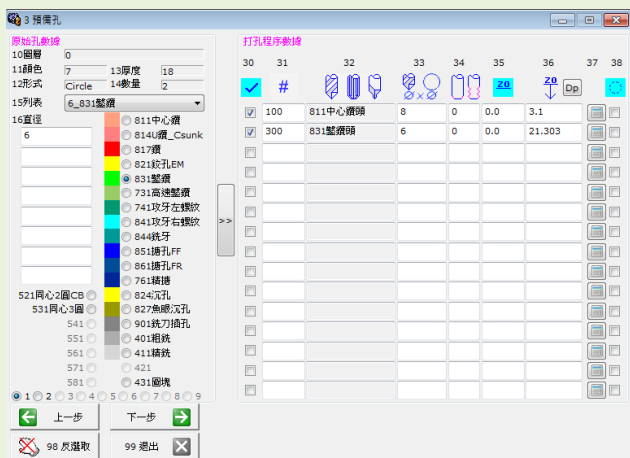 3 預備孔
原始孔數據
10圖層 0
11顏色 7 13厚度 18
12形式 Circle 14數量 2
15列表 6_831鑿鑽
16直徑
6
811中心鑽
814U鑽_Csunk
817鑽
821鉸孔EM
831鑿鑽
731高速鑿鑽
741攻牙左螺紋
841攻牙右螺紋
844銑牙
851搪孔FF
861搪孔FR
761精搪
521同心2圓CB 824沉孔
531同心3圓 827魚眼沉孔
541 901銑刀插孔
551 401粗銑
561 411精銑
571 421
581 431圓塊
1 2 3 4 5 6 7 8 9
上一步 下一步
98 反選取 99 退出
>>
打孔程序數據
30 31 32 33 34 35 36 37 38
# Ø×Ø Z0 Z0 Dp
100 811中心鑽頭 8 0 0.0 3.1
300 831鑿鑽頭 6 0 0.0 21.303